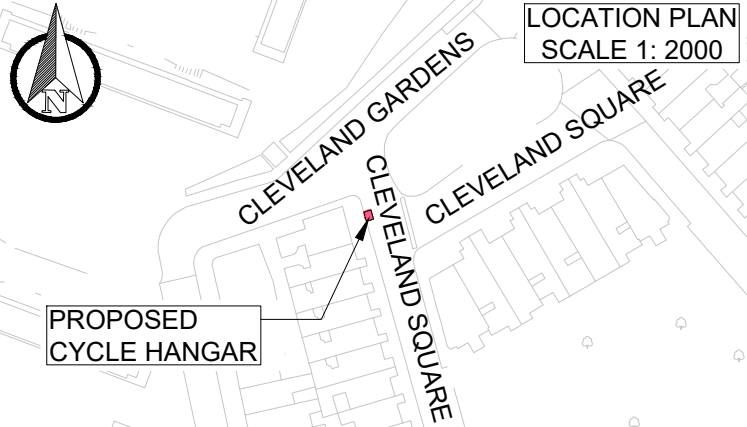 LOCATION PLAN
SCALE 1: 2000
N
CLEVELAND GARDENS
CLEVELAND SQUARE
CLEVELAND SQUARE
PROPOSED
CYCLE HANGAR